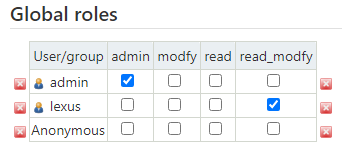 Global roles
User/group admin modfy read read_modfy
admin
lexus
Anonymous